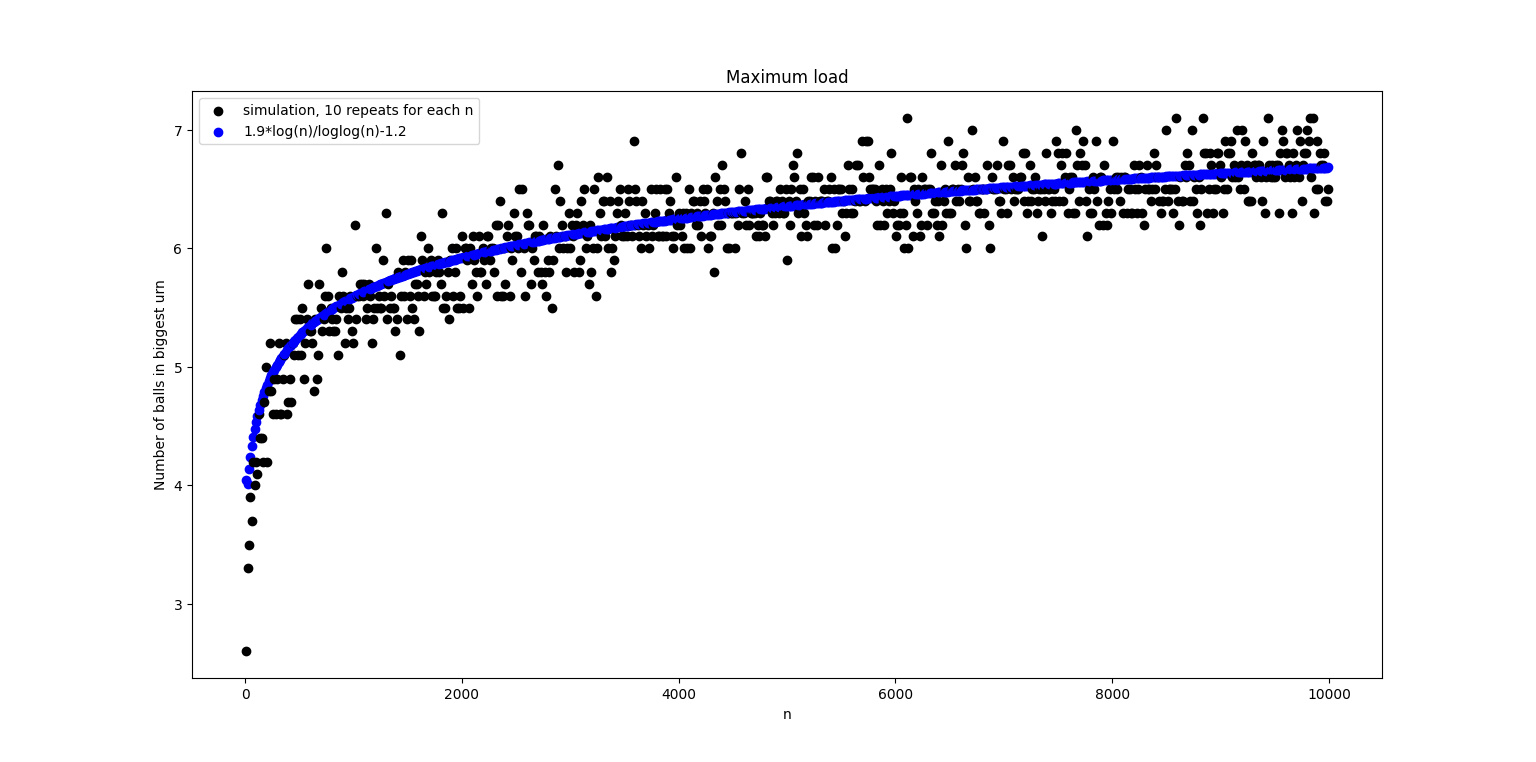 Maximum load
simulation, 10 repeats for each n
1.9*log(n)/loglog(n)-1.2
Number of balls in biggest urn
7
6
5
4
3
0
2000
4000
6000
8000
10000
n